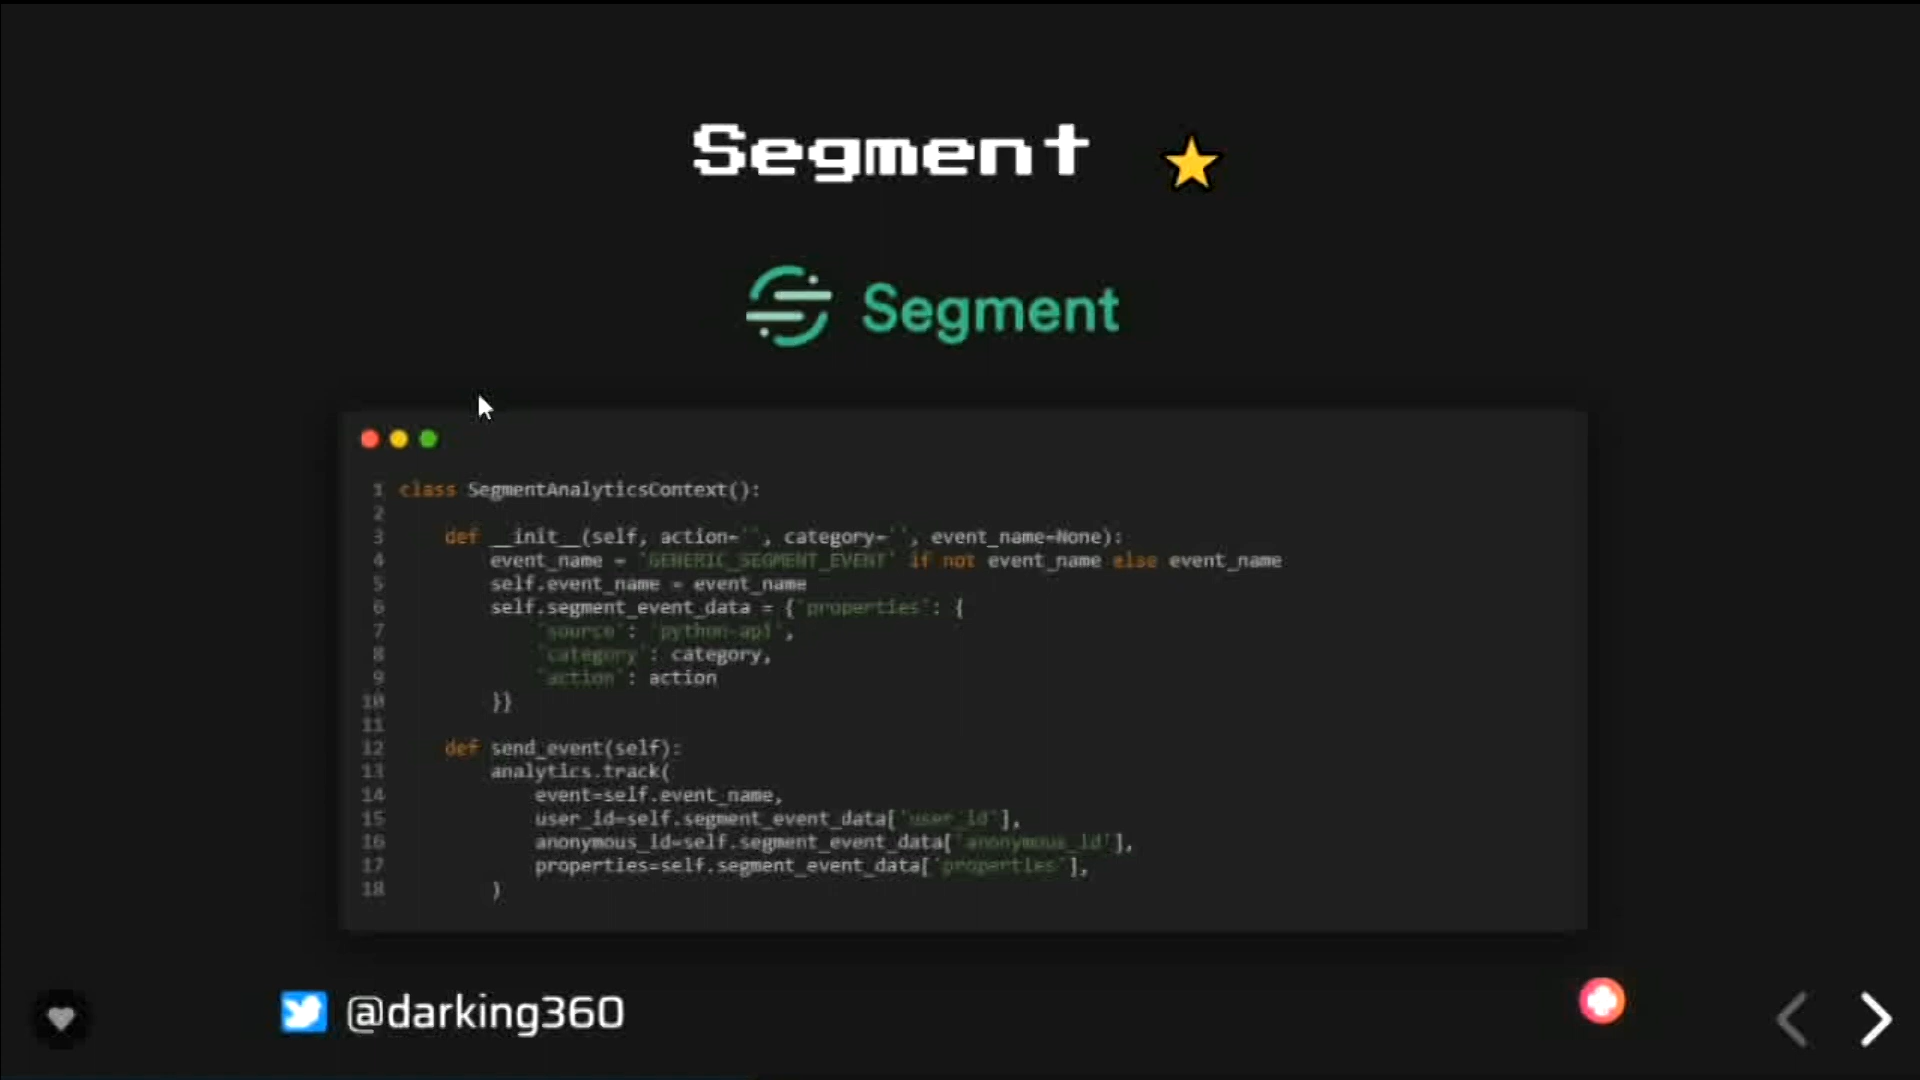 Segment
Segment
1 class SegmentAnalyticsContext():
2
3 def __init__(self, action='', category='', event_name=None):
4 event_name = 'GENERIC_SEGMENT_EVENT' if not event_name else event_name
5 self.event_name = event_name
6 self.segment_event_data = {'properties': {
7 'source': 'python-api',
8 'category': category,
9 'action': action
10 }}
11
12 def send_event(self):
13 analytics.track(
14 event=self.event_name,
15 user_id=self.segment_event_data['user_id'],
16 anonymous_id=self.segment_event_data['anonymous_id'],
17 properties=self.segment_event_data['properties'],
18 )
@darking360